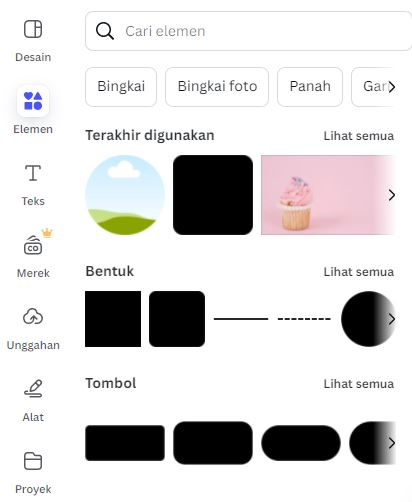 Cari elemen
Desain
Bingkai
Bingkai foto
Panah
Elemen
Terakhir digunakan
Lihat semua
Teks
CO
Merek
Bentuk
Lihat semua
Unggahan
Tombol
Lihat semua
Alat
Proyek